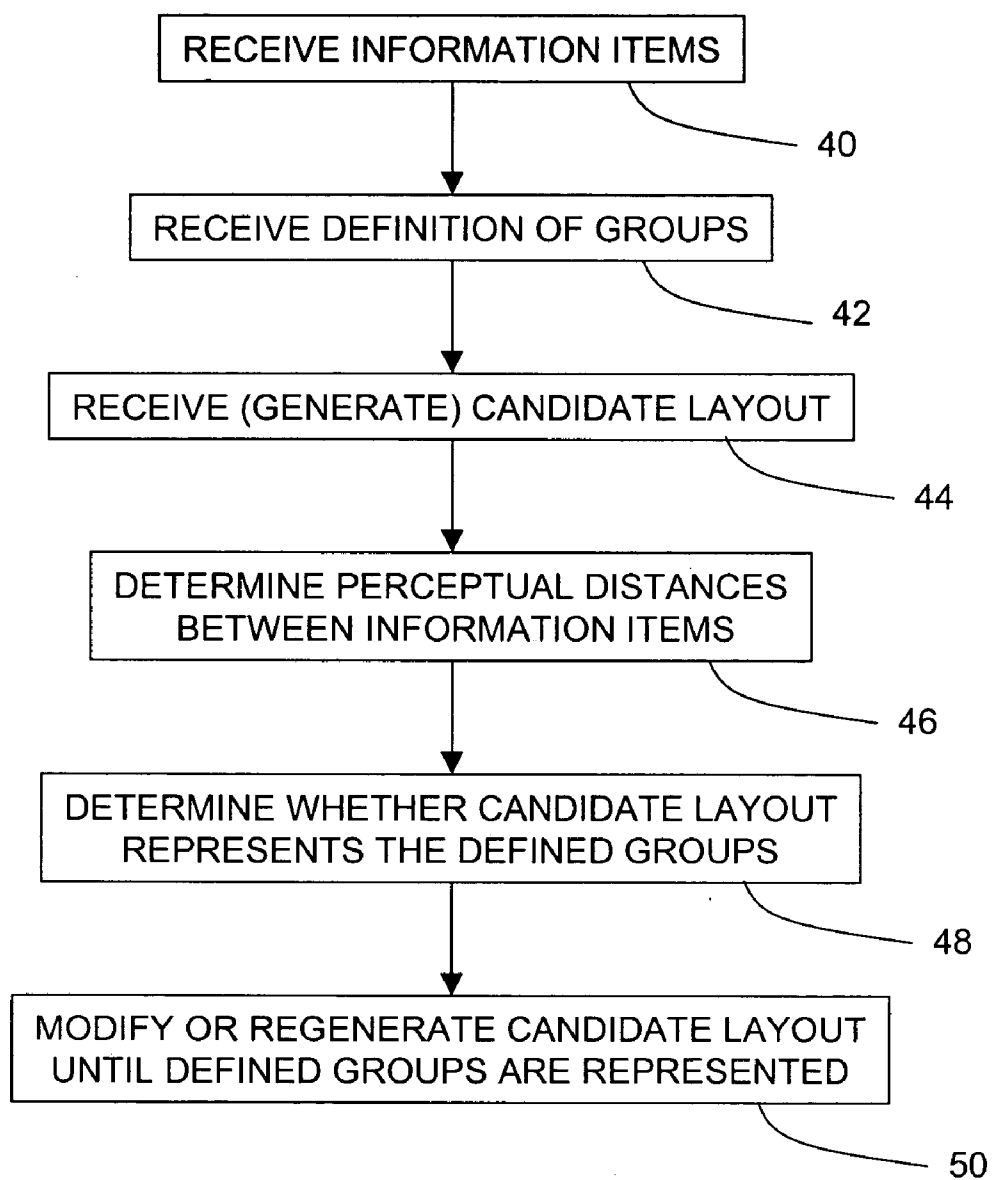 RECEIVE INFORMATION ITEMS
40
RECEIVE DEFINITION OF GROUPS
42
RECEIVE (GENERATE) CANDIDATE LAYOUT
44
DETERMINE PERCEPTUAL DISTANCES
BETWEEN INFORMATION ITEMS
46
DETERMINE WHETHER CANDIDATE LAYOUT
REPRESENTS THE DEFINED GROUPS
48
MODIFY OR REGENERATE CANDIDATE LAYOUT
UNTIL DEFINED GROUPS ARE REPRESENTED
50